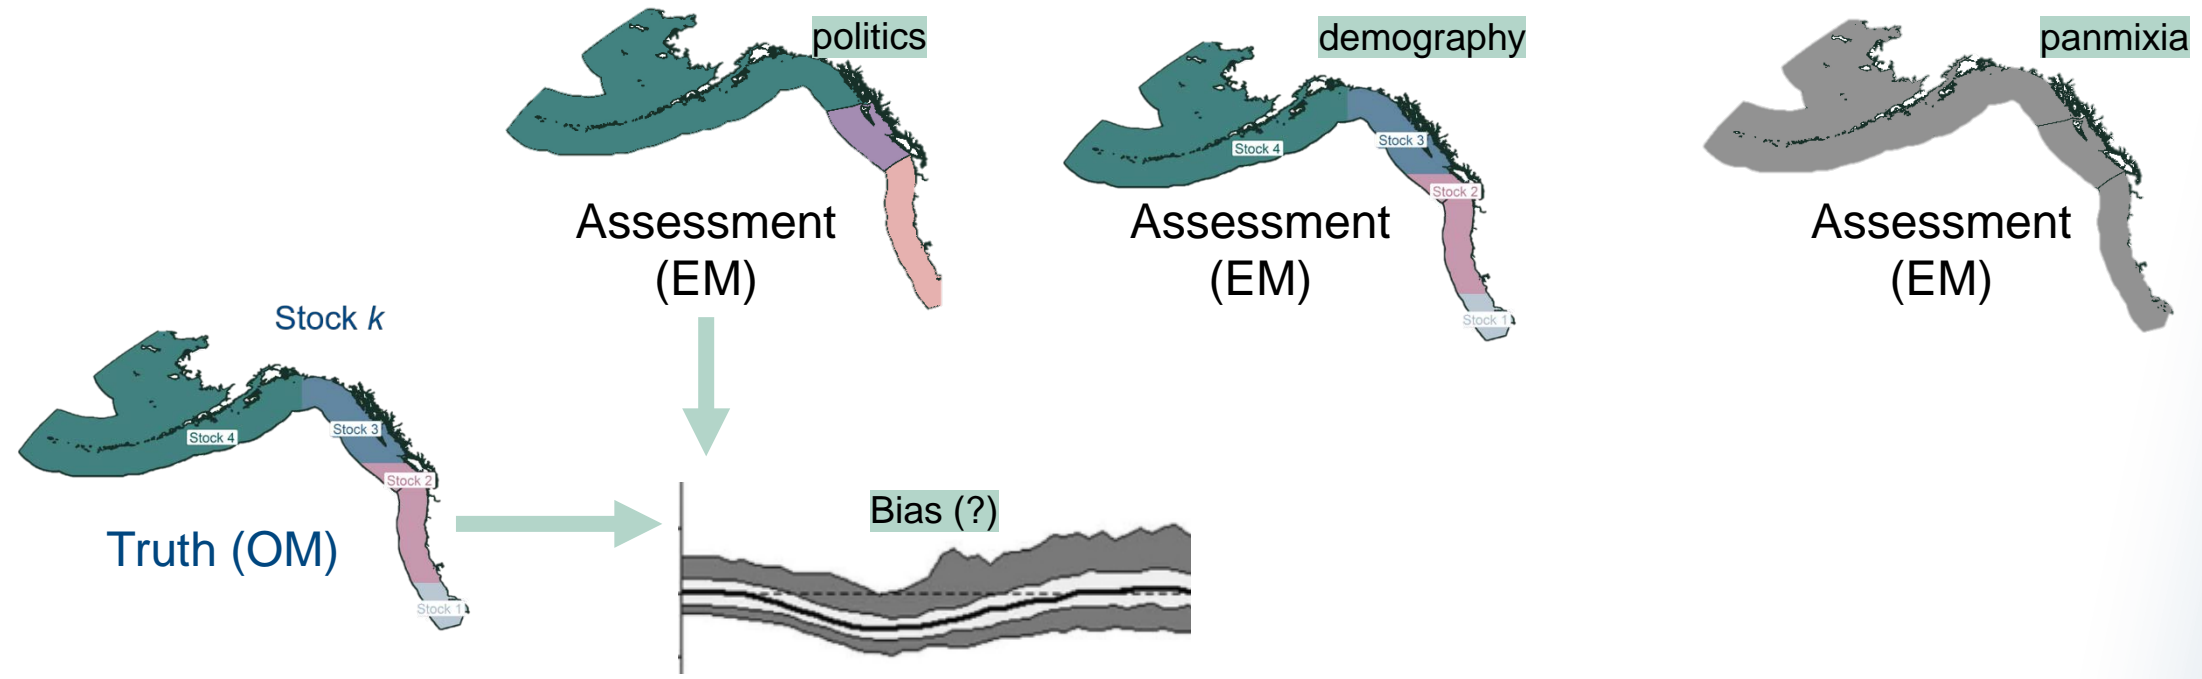 politics
Assessment
(EM)
demography
Stock 4
Stock 3
Stock 2
Stock 1
Assessment
(EM)
panmixia
Assessment
(EM)
Stock k
Stock 4
Stock 3
Stock 2
Stock 1
Truth (OM)
Bias (?)